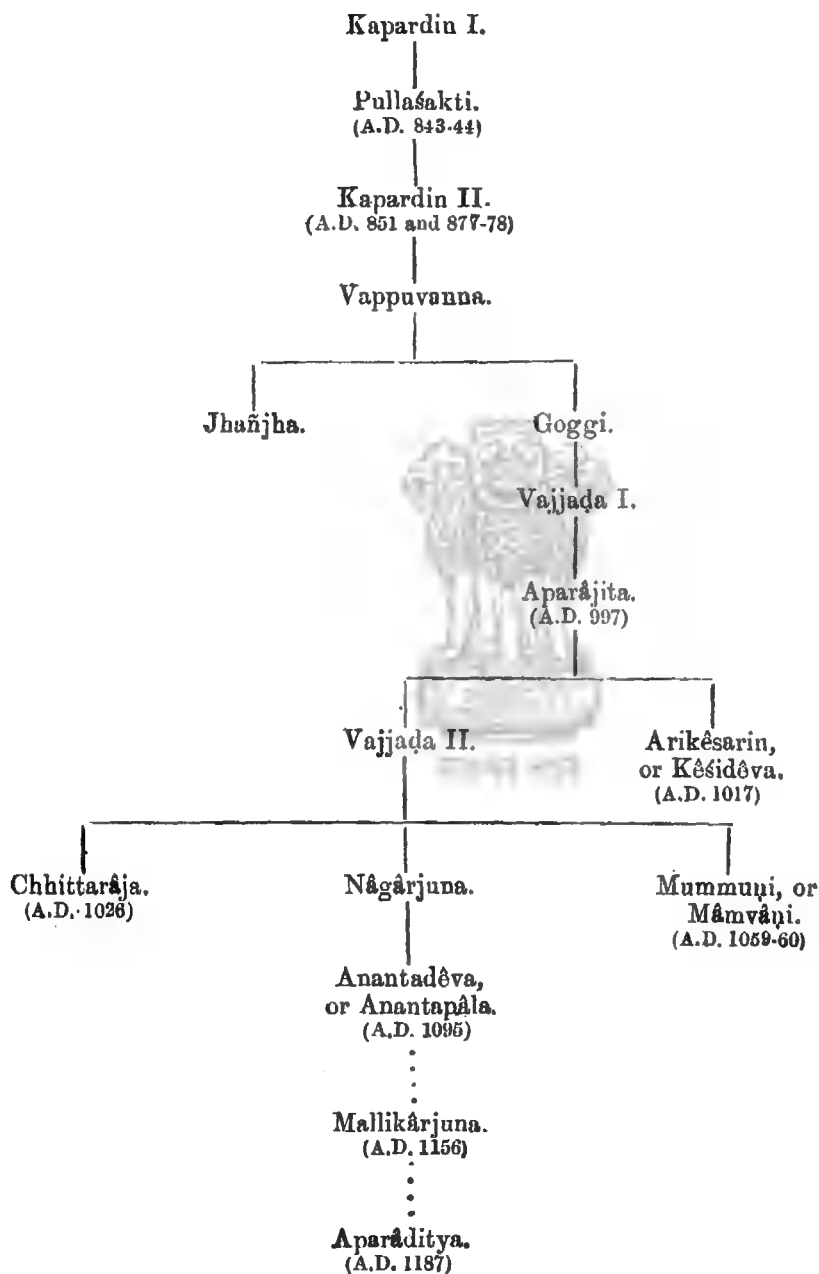 Kapardin I.
Pullaśakti.
(A.D. 843-44)
Kapardin II.
(A.D. 851 and 877-78)
Vappuvanna.
Jhañjha.
Goggi.
Vajjaḍa I.
Aparâjita.
(A.D. 997)
Vajjaḍa II.
Arikêsarin,
or Kêśidêva.
(A.D. 1017)
Chhittarâja.
(A.D. 1026)
Nâgârjuna.
Mummuṇi, or
Mâmvâṇi.
(A.D. 1059-60)
Anantadêva,
or Anantapâla.
(A.D. 1095)
Mallikârjuna.
(A.D. 1156)
Aparâditya.
(A.D. 1187)